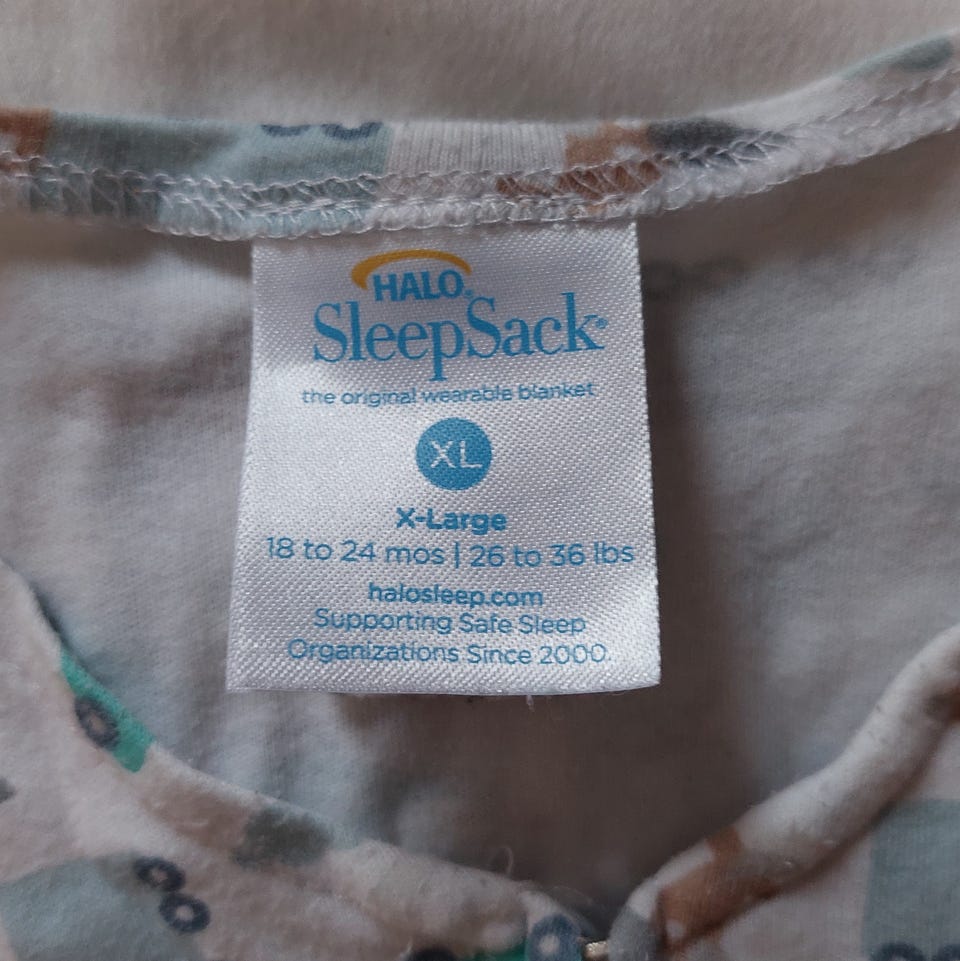 HALO®
SleepSack®
the original wearable blanket
XL
X-Large
18 to 24 mos | 26 to 36 lbs
halosleep.com
Supporting Safe Sleep
Organizations Since 2000.